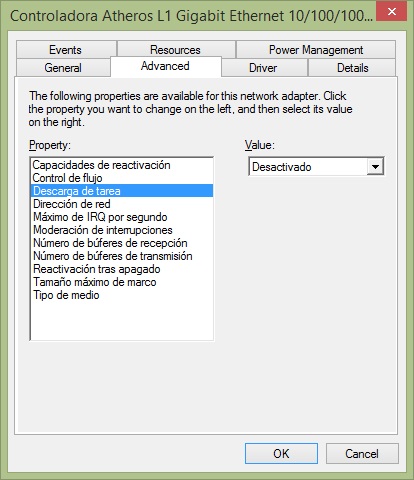 Controladora Atheros L1 Gigabit Ethernet 10/100/100...
Events
Resources
Power Management
General
Advanced
Driver
Details
The following properties are available for this network adapter. Click
the property you want to change on the left, and then select its value
on the right.
Property:
Value:
Capacidades de reactivación
Control de flujo
Descarga de tarea
Dirección de red
Máximo de IRQ por segundo
Moderación de interrupciones
Número de búferes de recepción
Número de búferes de transmisión
Reactivación tras apagado
Tamaño máximo de marco
Tipo de medio
Desactivado
OK
Cancel